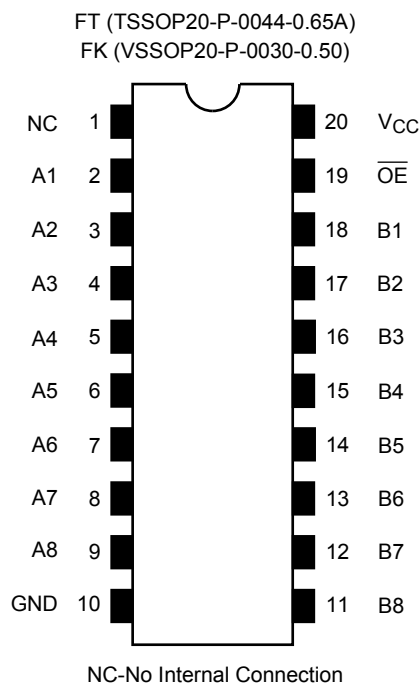 FT (TSSOP20-P-0044-0.65A)
FK (VSSOP20-P-0030-0.50)
NC 1 20 VCC
A1 2 19 OE
A2 3 18 B1
A3 4 17 B2
A4 5 16 B3
A5 6 15 B4
A6 7 14 B5
A7 8 13 B6
A8 9 12 B7
GND 10 11 B8
NC-No Internal Connection